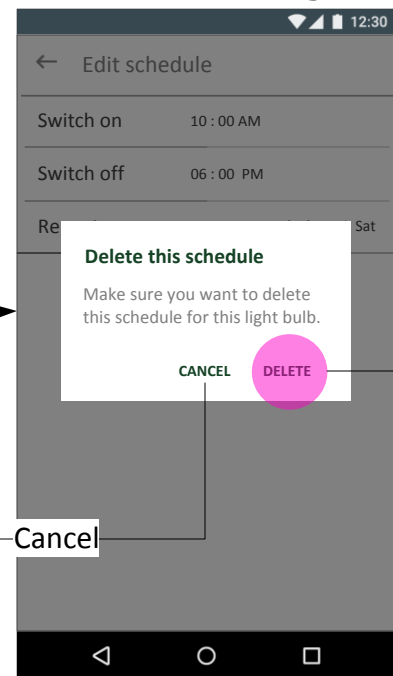 12:30
Edit schedule
Switch on 10 : 00 AM
Switch off 06 : 00 PM
Sat
Delete this schedule
Make sure you want to delete
this schedule for this light bulb.
CANCEL DELETE
Cancel